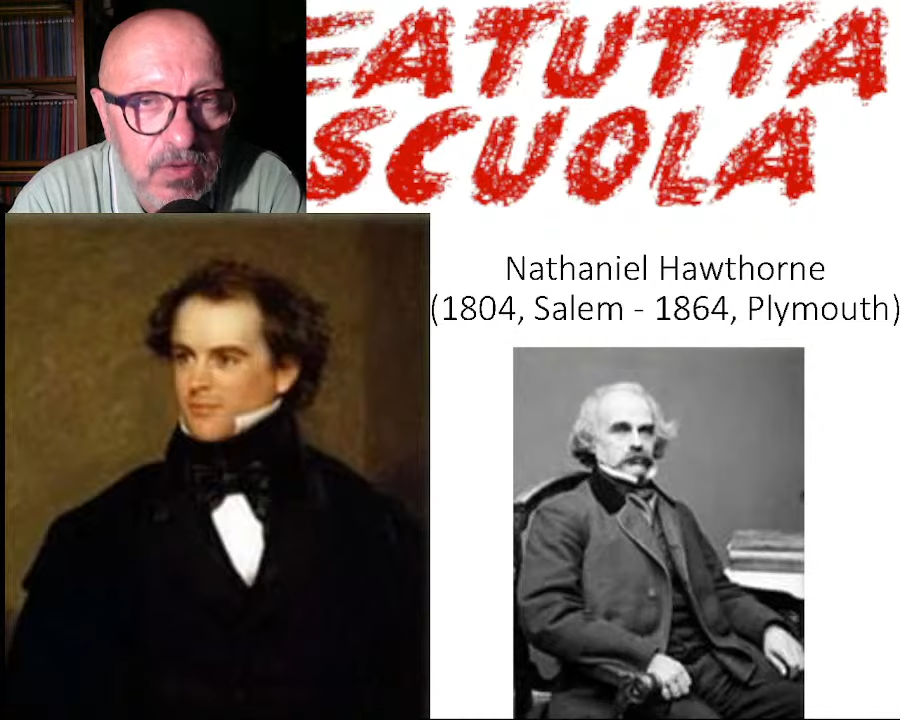 EATUTTA
SCUOLA
Nathaniel Hawthorne
(1804, Salem - 1864, Plymouth)